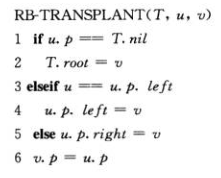 RB-TRANSPLANT(T, u, v)
1 if u. p == T. nil
2 T. root = v
3 elseif u == u. p. left
4 u. p. left = v
5 else u. p. right = v
6 v. p = u. p